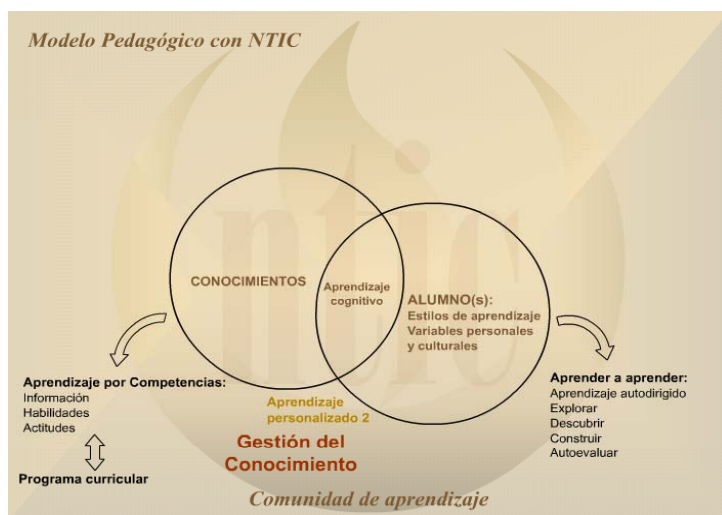 Modelo Pedagógico con NTIC
ntic
CONOCIMIENTOS
Aprendizaje
cognitivo
ALUMNO(s):
Estilos de aprendizaje
Variables personales
y culturales
Aprendizaje por Competencias:
Información
Habilidades
Actitudes
Programa curricular
Aprendizaje
personalizado 2
Gestión del
Conocimiento
Aprender a aprender:
Aprendizaje autodirigido
Explorar
Descubrir
Construir
Autoevaluar
Comunidad de aprendizaje